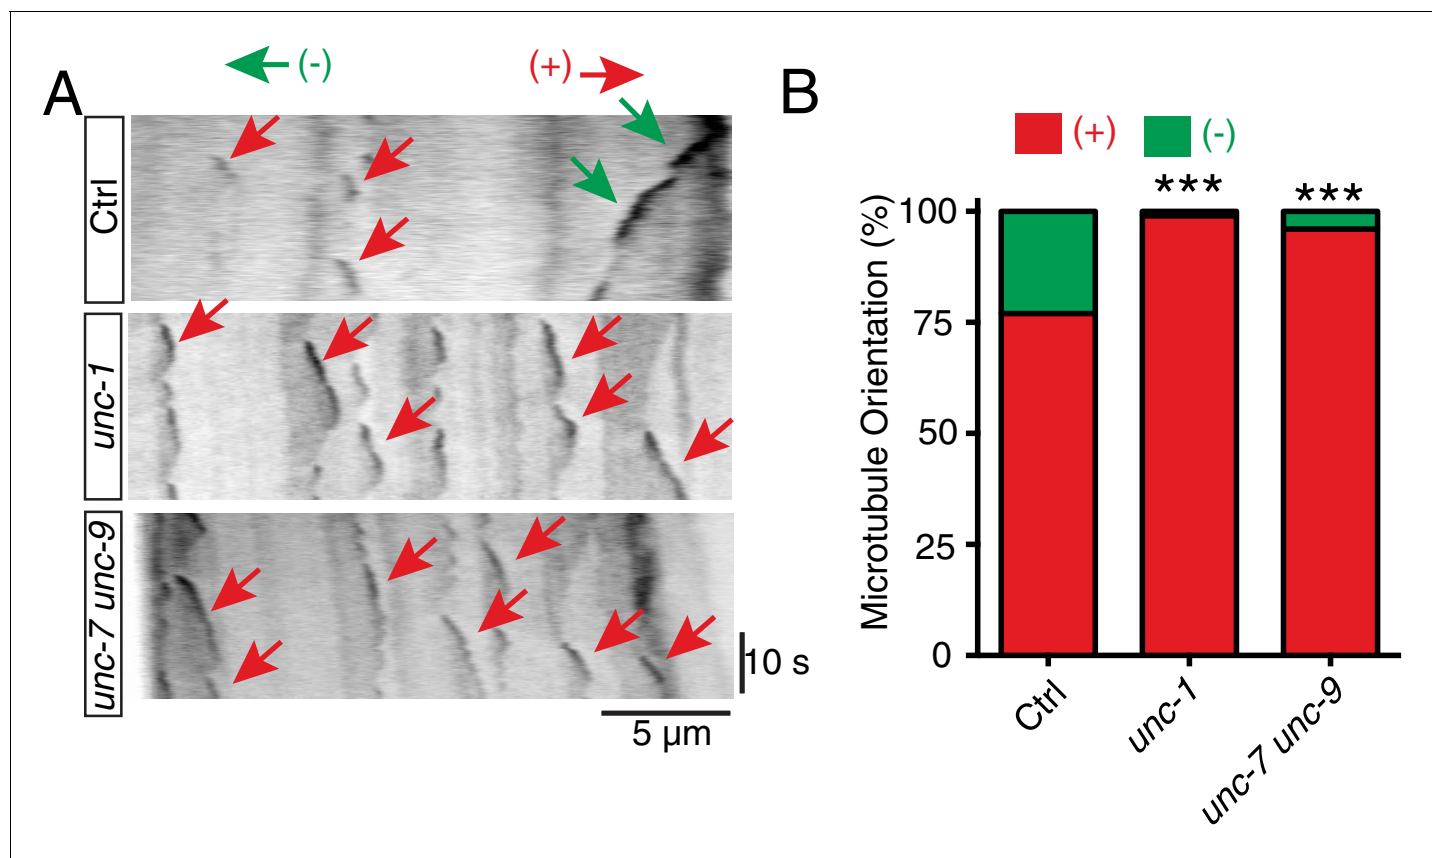 A
(-)
(+)
Ctrl
unc-1
unc-7 unc-9
10 s
5 µm
B
(+)
(-)
Microtubule Orientation (%)
100
75
50
25
0
***
***
Ctrl
unc-1
unc-7 unc-9